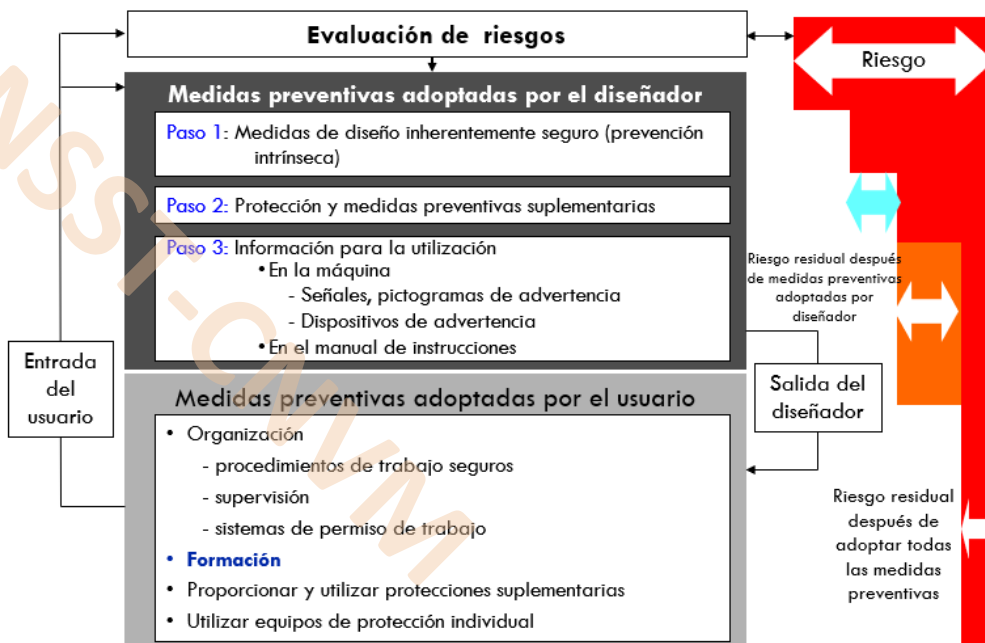 Evaluación de riesgos
Riesgo
Medidas preventivas adoptadas por el diseñador
Paso 1: Medidas de diseño inherentemente seguro (prevención
intrínseca)
Paso 2: Protección y medidas preventivas suplementarias
Paso 3: Información para la utilización
• En la máquina
- Señales, pictogramas de advertencia
- Dispositivos de advertencia
• En el manual de instrucciones
Riesgo residual después
de medidas preventivas
adoptadas por
diseñador
Entrada
del
usuario
Salida del
diseñador
Medidas preventivas adoptadas por el usuario
• Organización
- procedimientos de trabajo seguros
- supervisión
- sistemas de permiso de trabajo
• Formación
• Proporcionar y utilizar protecciones suplementarias
• Utilizar equipos de protección individual
Riesgo residual
después de
adoptar todas
las medidas
preventivas
NSST-CNVM